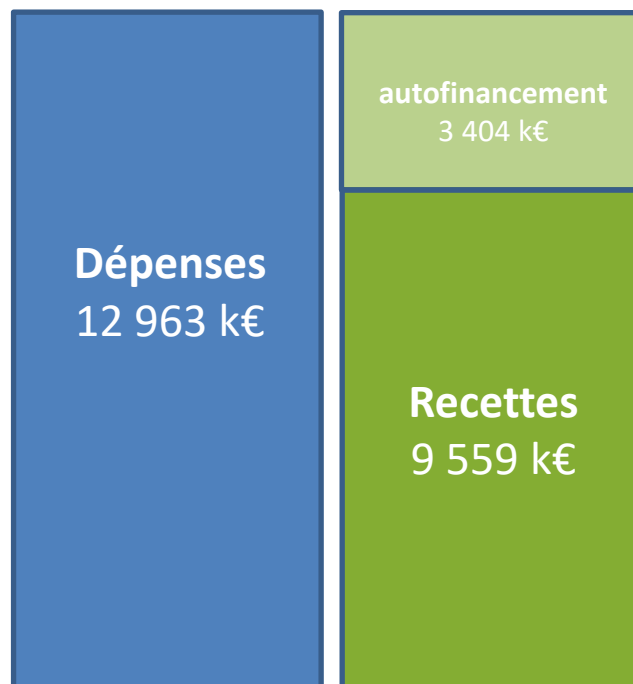 Dépenses
12 963 k€
autofinancement
3 404 k€
Recettes
9 559 k€